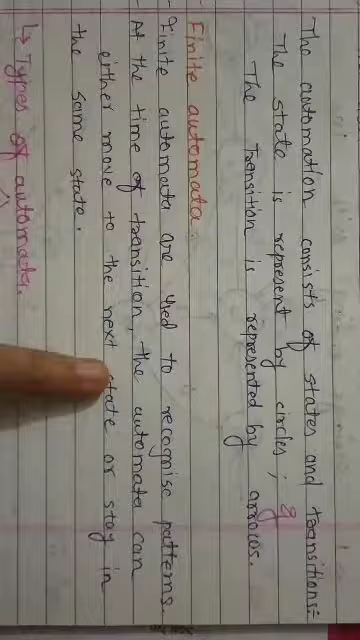 The automation consists of states and transitions:-
The state is represent by circles, &
The Transition is represented by arrows.
Finite automata.
Finite automata are used to recognise patterns.
At the time of transition, the automata can
either move to the next state or stay in
the same state.
↳ Types of automata.